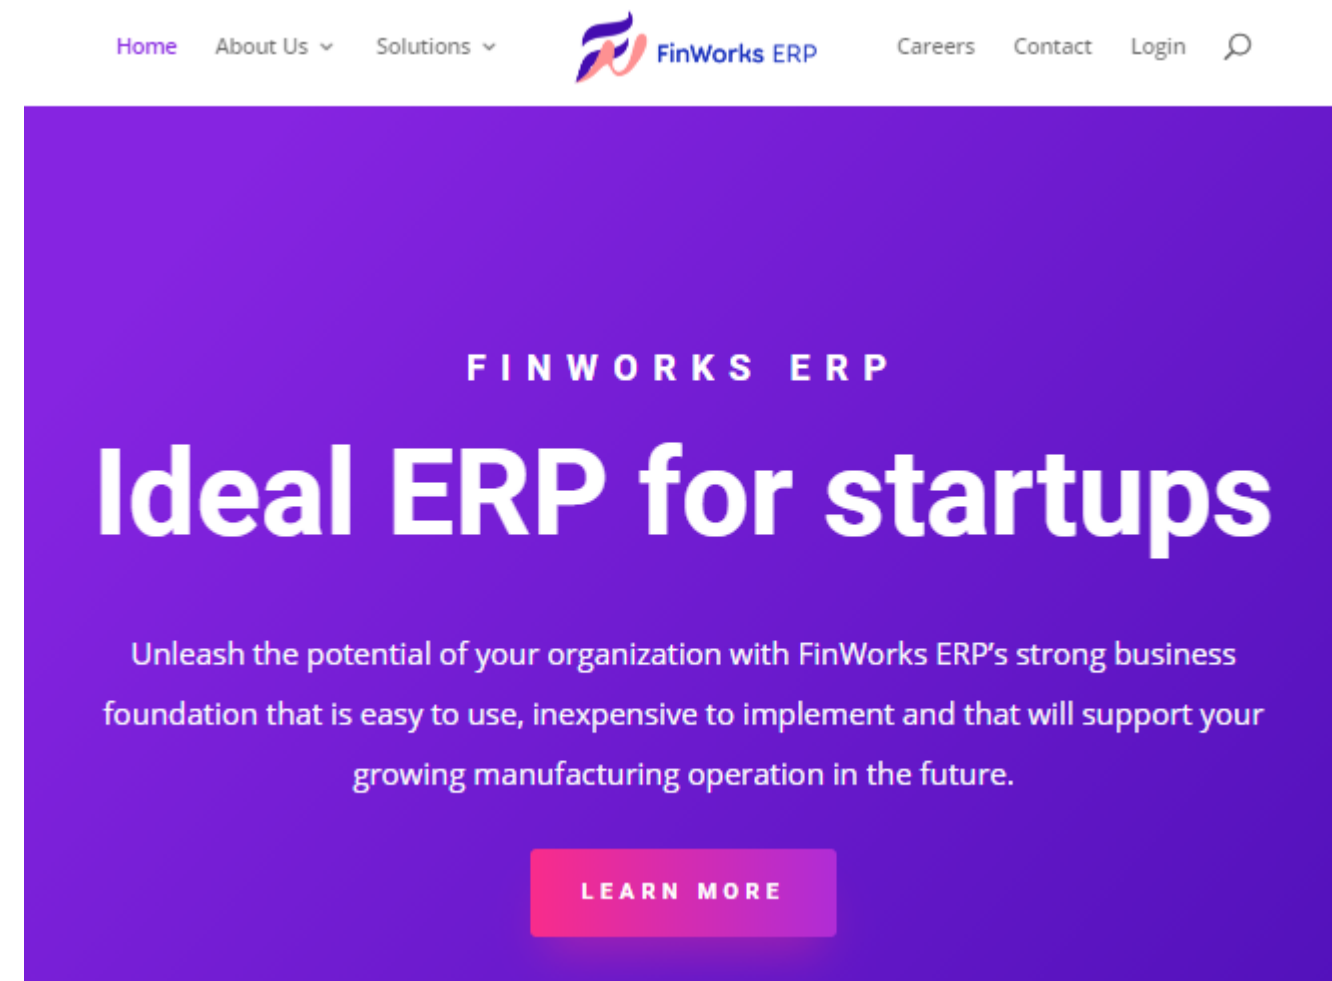 Home About Us Solutions FinWorks ERP Careers Contact Login
FINWORKS ERP
Ideal ERP for startups
Unleash the potential of your organization with FinWorks ERP’s strong business
foundation that is easy to use, inexpensive to implement and that will support your
growing manufacturing operation in the future.
LEARN MORE